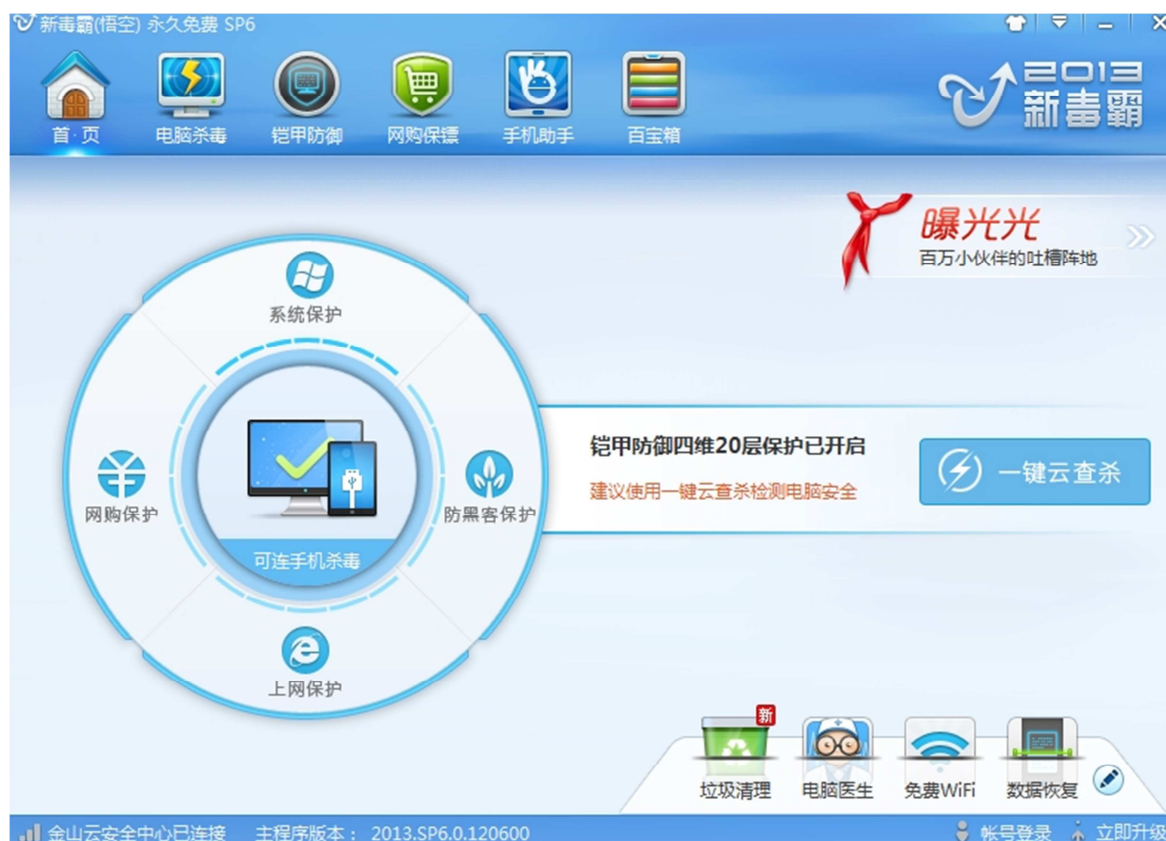 新毒霸(悟空) 永久免费 SP6
首·页
电脑杀毒
铠甲防御
网购保镖
手机助手
百宝箱
2013
新毒霸
曝光光
百万小伙伴的吐槽阵地
系统保护
网购保护
防黑客保护
可连手机杀毒
上网保护
铠甲防御四维20层保护已开启
建议使用一键云查杀检测电脑安全
一键云查杀
新
垃圾清理
电脑医生
免费WiFi
数据恢复
金山云安全中心已连接
主程序版本： 2013.SP6.0.120600
帐号登录
立即升级